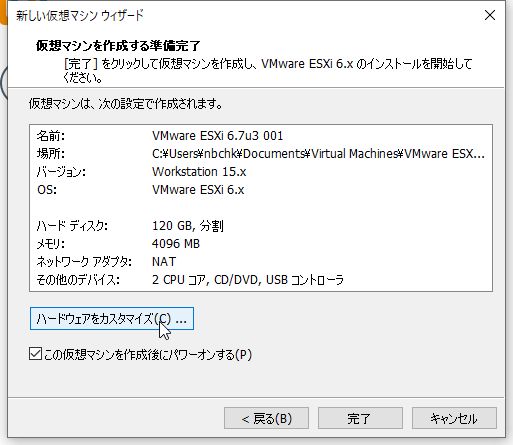 新しい仮想マシン ウィザード
仮想マシンを作成する準備完了
[完了] をクリックして仮想マシンを作成し、VMware ESXi 6.x のインストールを開始して
ください。
仮想マシンは、次の設定で作成されます。
名前: VMware ESXi 6.7u3 001
場所: C:¥Users¥nbchk¥Documents¥Virtual Machines¥VMware ESX...
バージョン: Workstation 15.x
OS: VMware ESXi 6.x
ハード ディスク: 120 GB, 分割
メモリ: 4096 MB
ネットワーク アダプタ: NAT
その他のデバイス: 2 CPU コア, CD/DVD, USB コントローラ
ハードウェアをカスタマイズ(C) ...
この仮想マシンを作成後にパワーオンする(P)
< 戻る(B) 完了 キャンセル